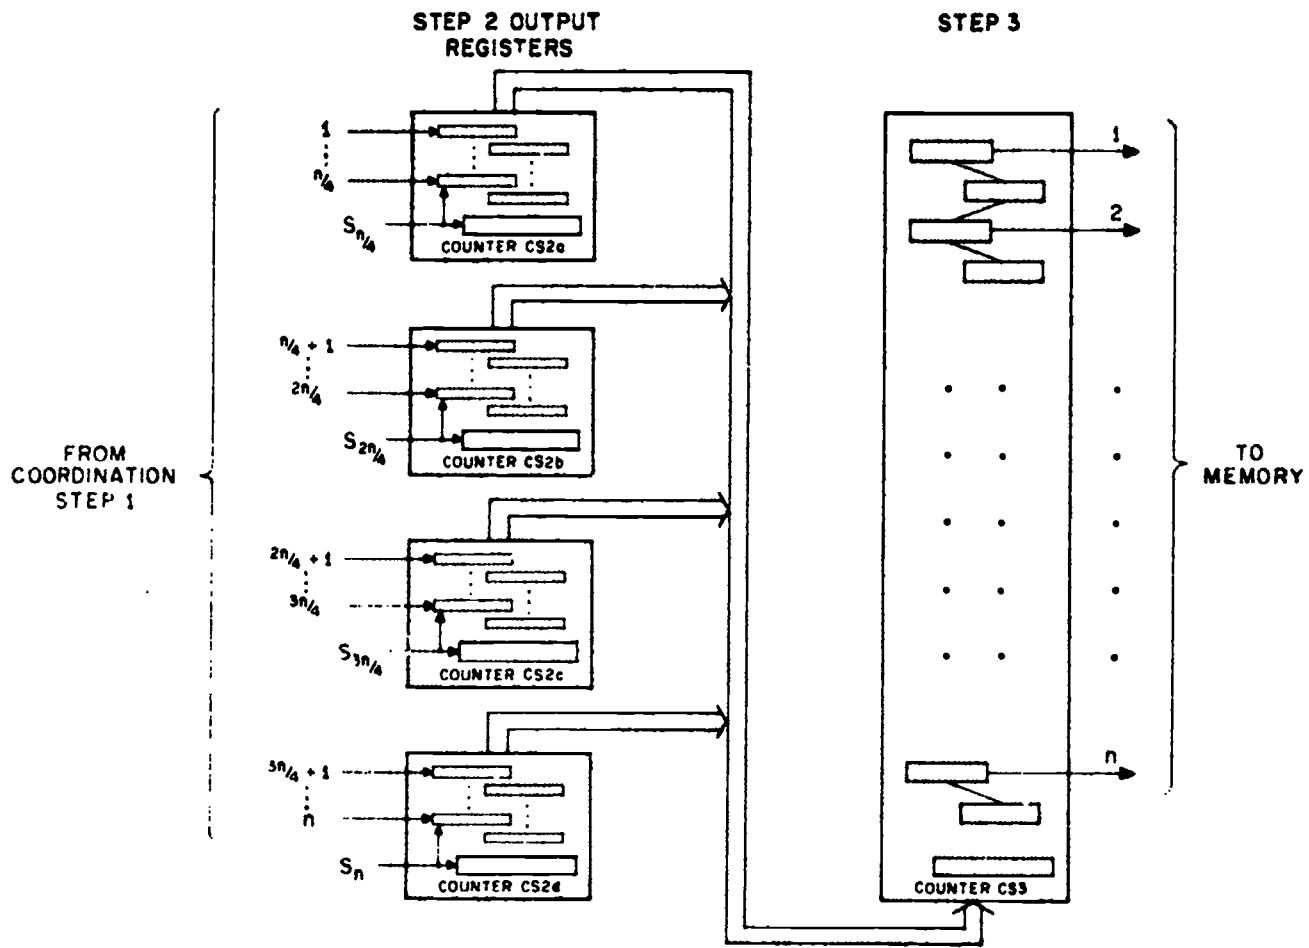 STEP 2 OUTPUT
REGISTERS
STEP 3
1
n/4
S n/4
COUNTER CS2a
n/4 + 1
2n/4
S 2n/4
COUNTER CS2b
2n/4 + 1
3n/4
S 3n/4
COUNTER CS2c
3n/4 + 1
n
S n
COUNTER CS2d
FROM
COORDINATION
STEP 1
1
2
n
COUNTER CS3
TO
MEMORY